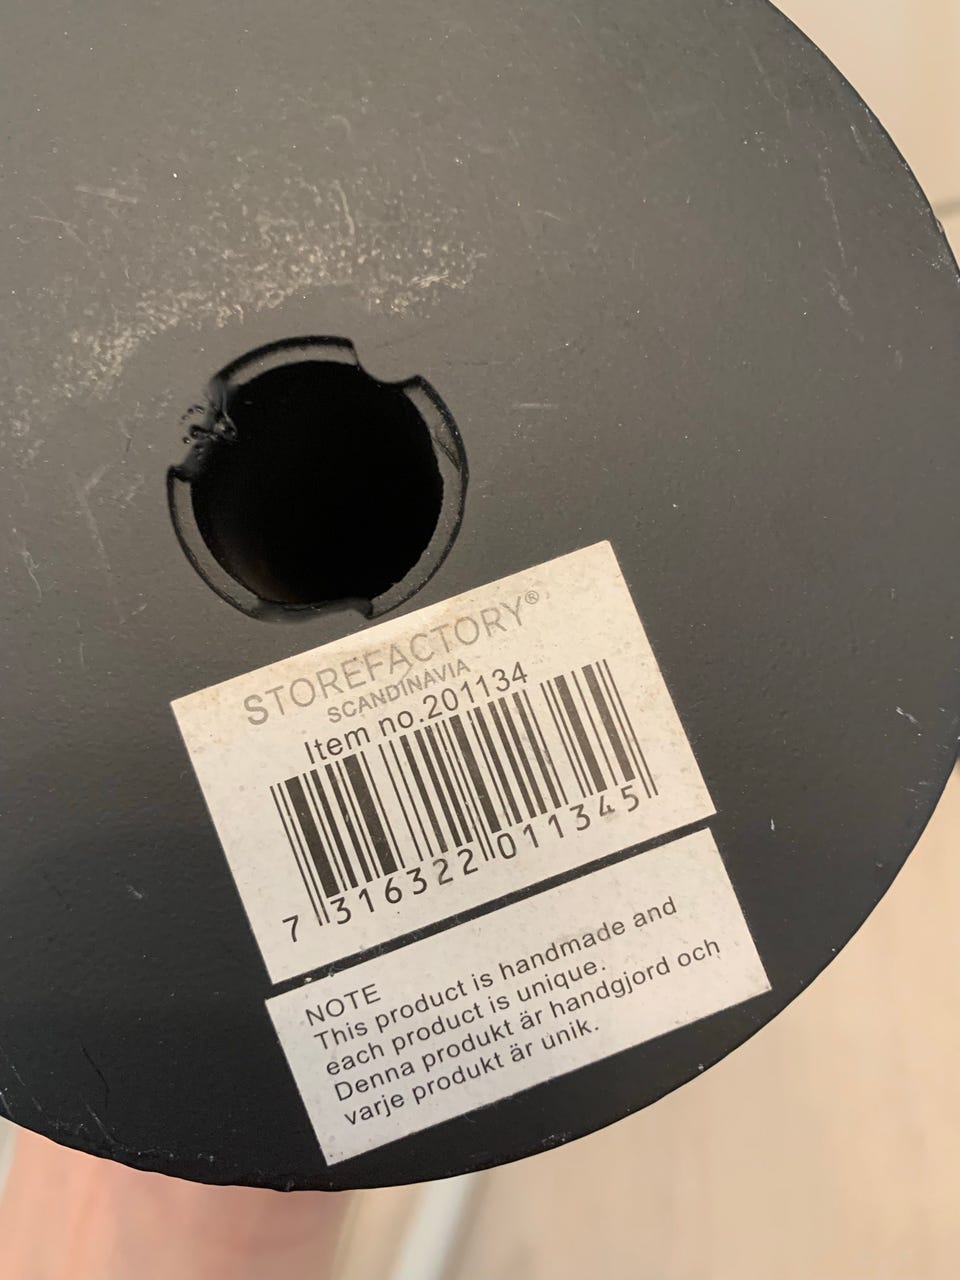 STOREFACTORY®
SCANDINAVIA
Item no.201134
7 316322 011345
NOTE
This product is handmade and
each product is unique.
Denna produkt är handgjord och
varje produkt är unik.